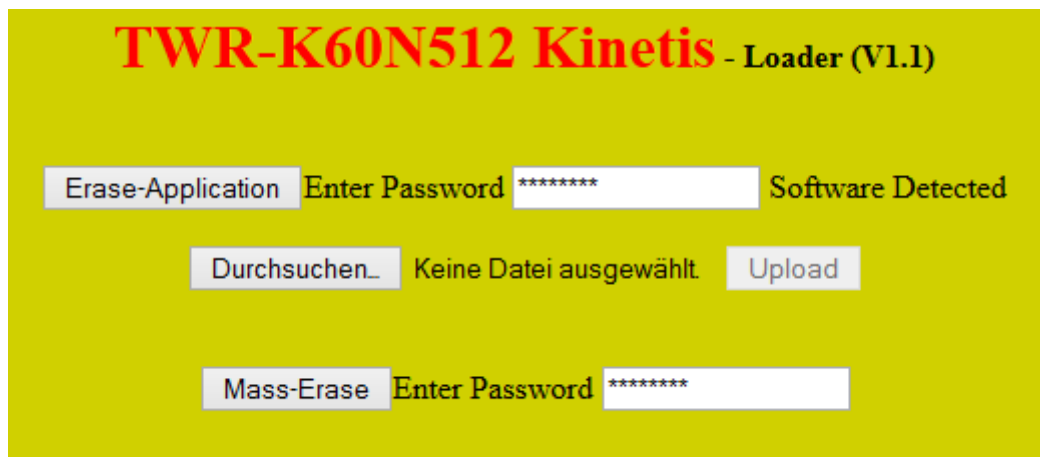 TWR-K60N512 Kinetis - Loader (V1.1)
Erase-Application Enter Password ******** Software Detected
Durchsuchen… Keine Datei ausgewählt. Upload
Mass-Erase Enter Password ********